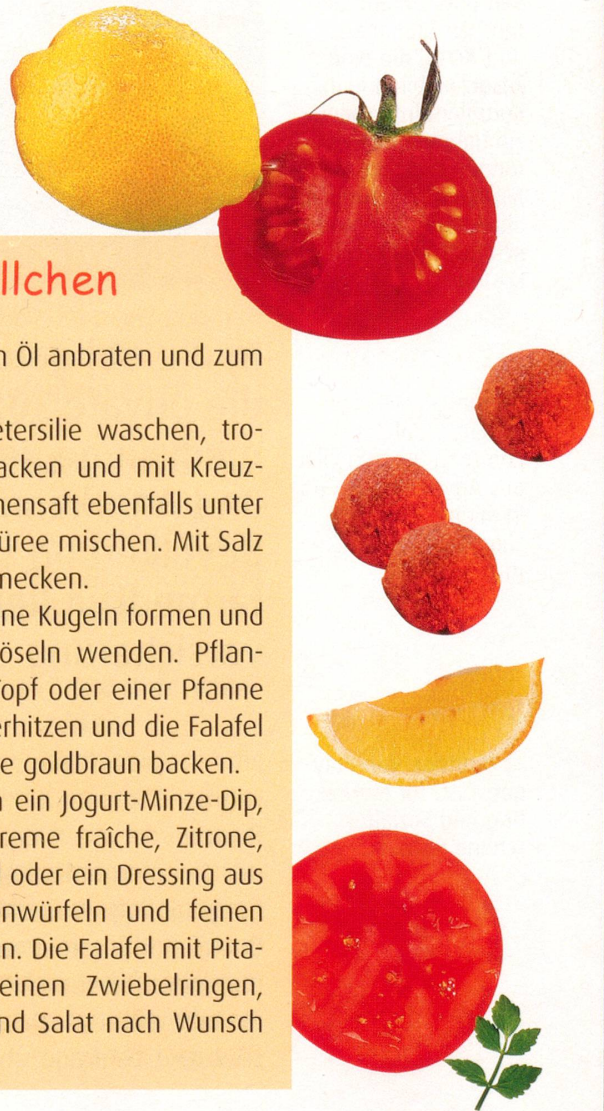 llchen
n Öl anbraten und zum
etersilie waschen, tro-
acken und mit Kreuz-
nensaft ebenfalls unter
üree mischen. Mit Salz
necken.
ne Kugeln formen und
öseln wenden. Pflan-
Topf oder einer Pfanne
erhitzen und die Falafel
e goldbraun backen.
n ein Jogurt-Minze-Dip,
reme fraîche, Zitrone,
oder ein Dressing aus
nwürfeln und feinen
n. Die Falafel mit Pita-
einen Zwiebelringen,
nd Salat nach Wunsch